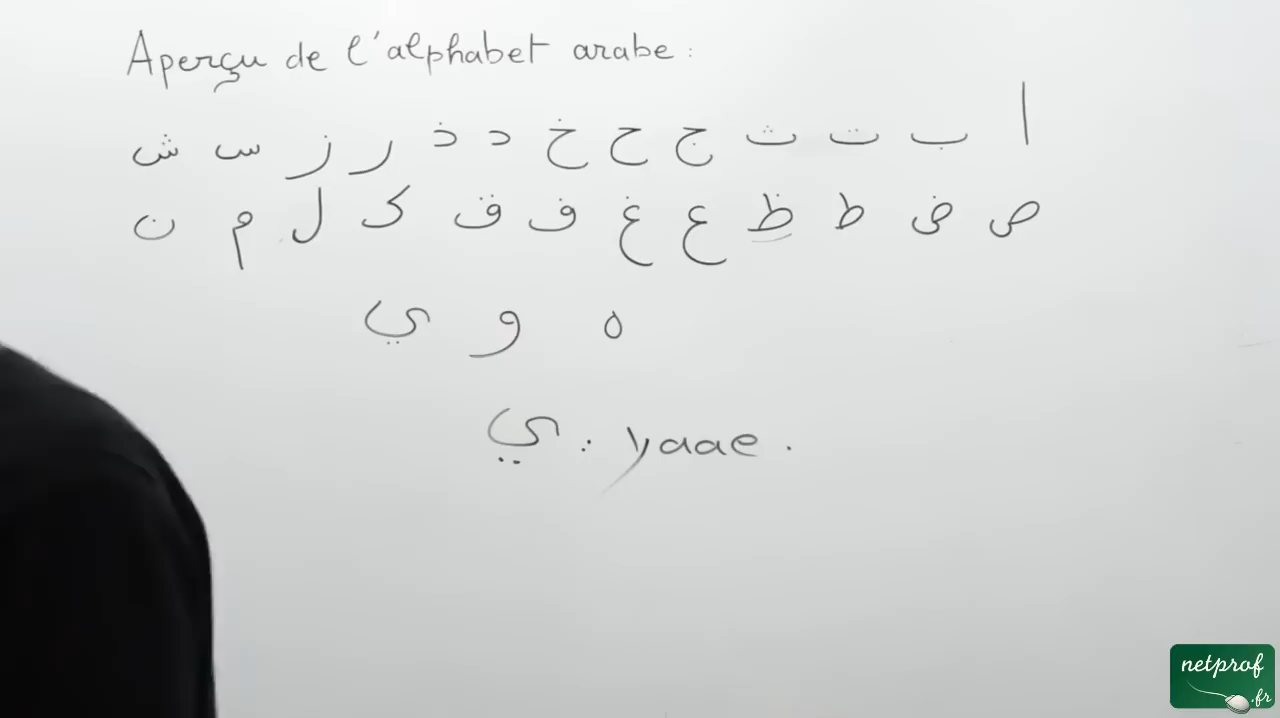 Aperçu de l'alphabet arabe :
ا ب ت ث ج ح خ د ذ ر ز س ش
ص ض ط ظ ع غ ف ق ك ل م ن
ه و ي
ي : yaae .
netprof
.fr